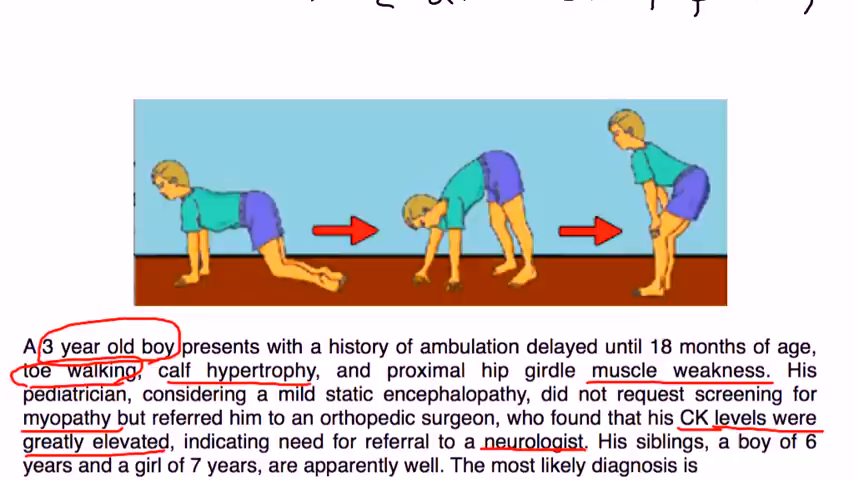 A 3 year old boy presents with a history of ambulation delayed until 18 months of age,
toe walking, calf hypertrophy, and proximal hip girdle muscle weakness. His
pediatrician, considering a mild static encephalopathy, did not request screening for
myopathy but referred him to an orthopedic surgeon, who found that his CK levels were
greatly elevated, indicating need for referral to a neurologist. His siblings, a boy of 6
years and a girl of 7 years, are apparently well. The most likely diagnosis is